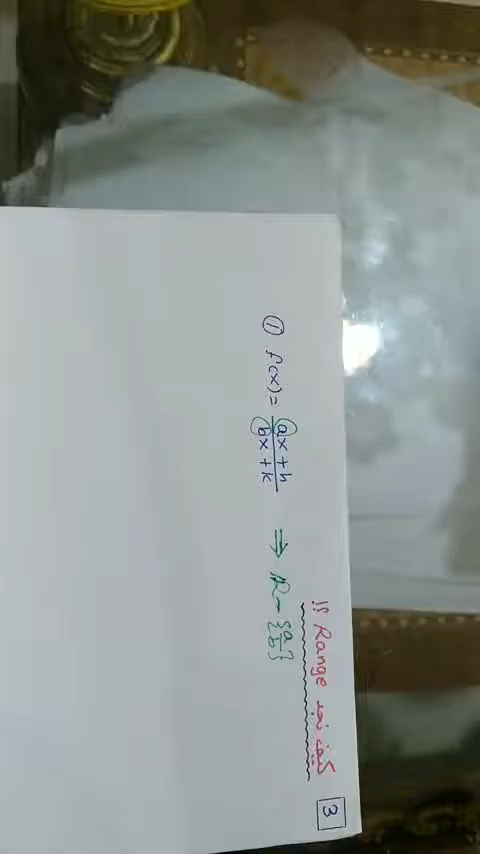 3
كيف نجد Range !!
① f(x) = ax + h / bx + k ⇒ R - {a/b}